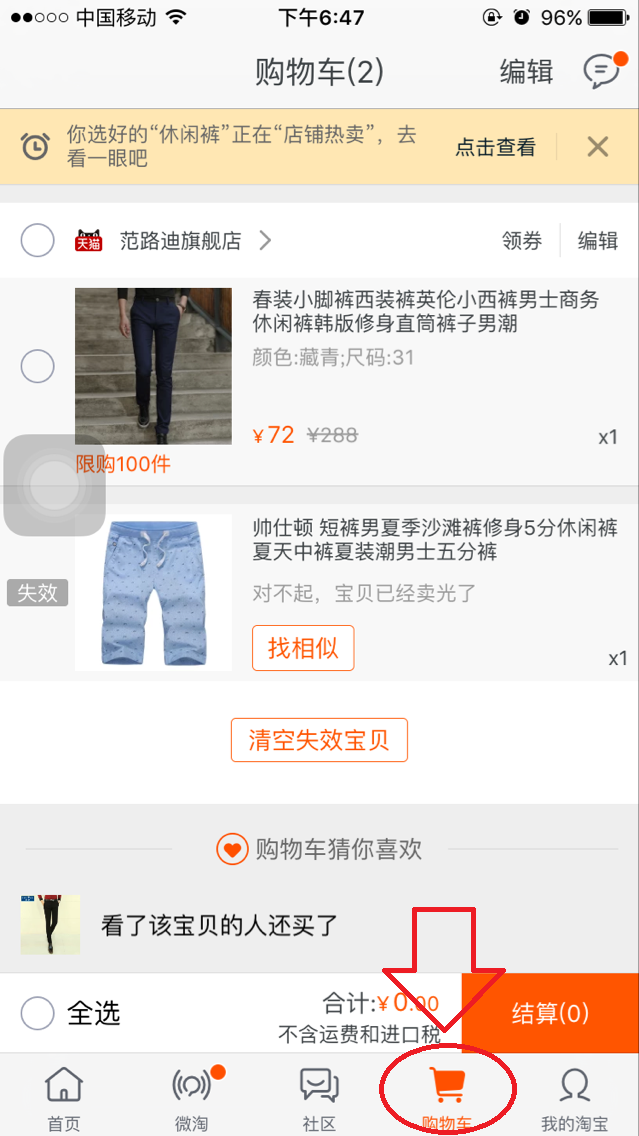 中国移动
下午6:47
96%
购物车(2)
编辑
你选好的“休闲裤”正在“店铺热卖”，去
看一眼吧
点击查看
天猫
范路迪旗舰店
领券
编辑
春装小脚裤西装裤英伦小西裤男士商务
休闲裤韩版修身直筒裤子男潮
颜色:藏青;尺码:31
¥72 ¥288
x1
限购100件
失效
帅仕顿 短裤男夏季沙滩裤修身5分休闲裤
夏天中裤夏装潮男士五分裤
对不起，宝贝已经卖光了
找相似
x1
清空失效宝贝
购物车猜你喜欢
看了该宝贝的人还买了
全选
合计:¥0.00
不含运费和进口税
结算(0)
首页
微淘
社区
购物车
我的淘宝